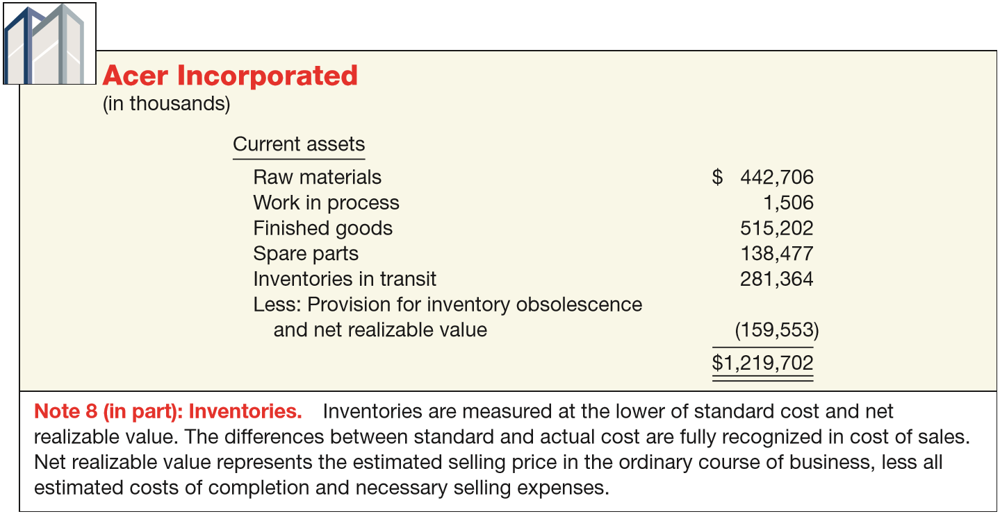 Acer Incorporated
(in thousands)
Current assets
Raw materials $ 442,706
Work in process 1,506
Finished goods 515,202
Spare parts 138,477
Inventories in transit 281,364
Less: Provision for inventory obsolescence
and net realizable value (159,553)
$1,219,702
Note 8 (in part): Inventories. Inventories are measured at the lower of standard cost and net
realizable value. The differences between standard and actual cost are fully recognized in cost of sales.
Net realizable value represents the estimated selling price in the ordinary course of business, less all
estimated costs of completion and necessary selling expenses.